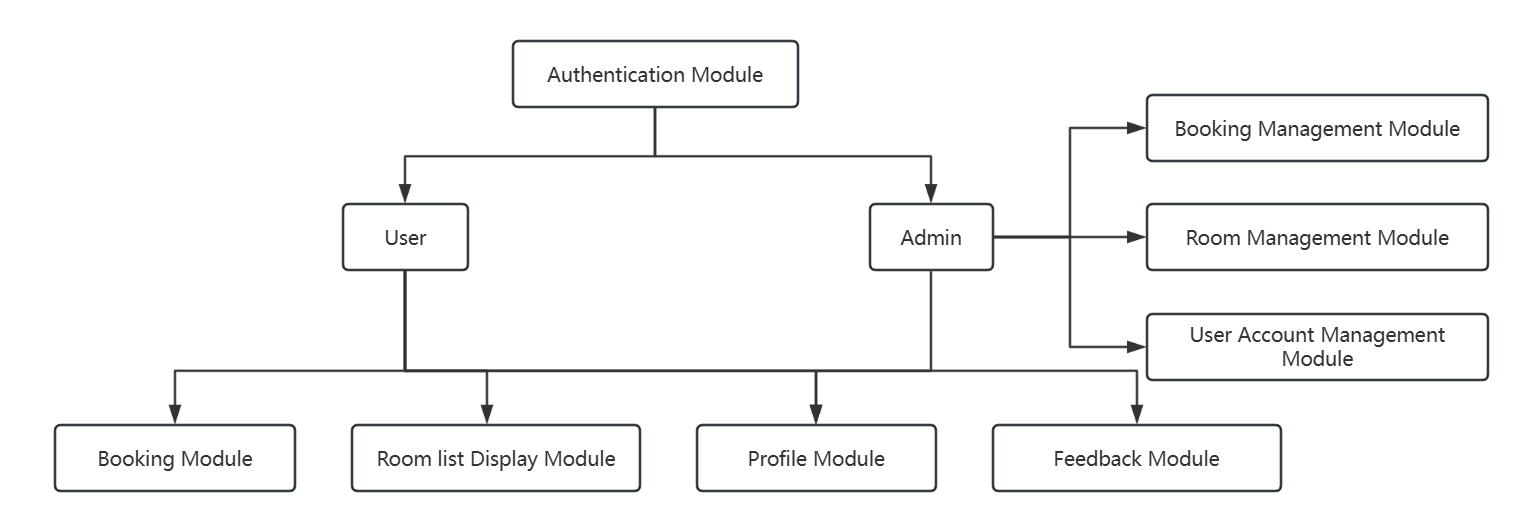 Authentication Module
Booking Management Module
User
Admin
Room Management Module
User Account Management
Module
Booking Module
Room list Display Module
Profile Module
Feedback Module